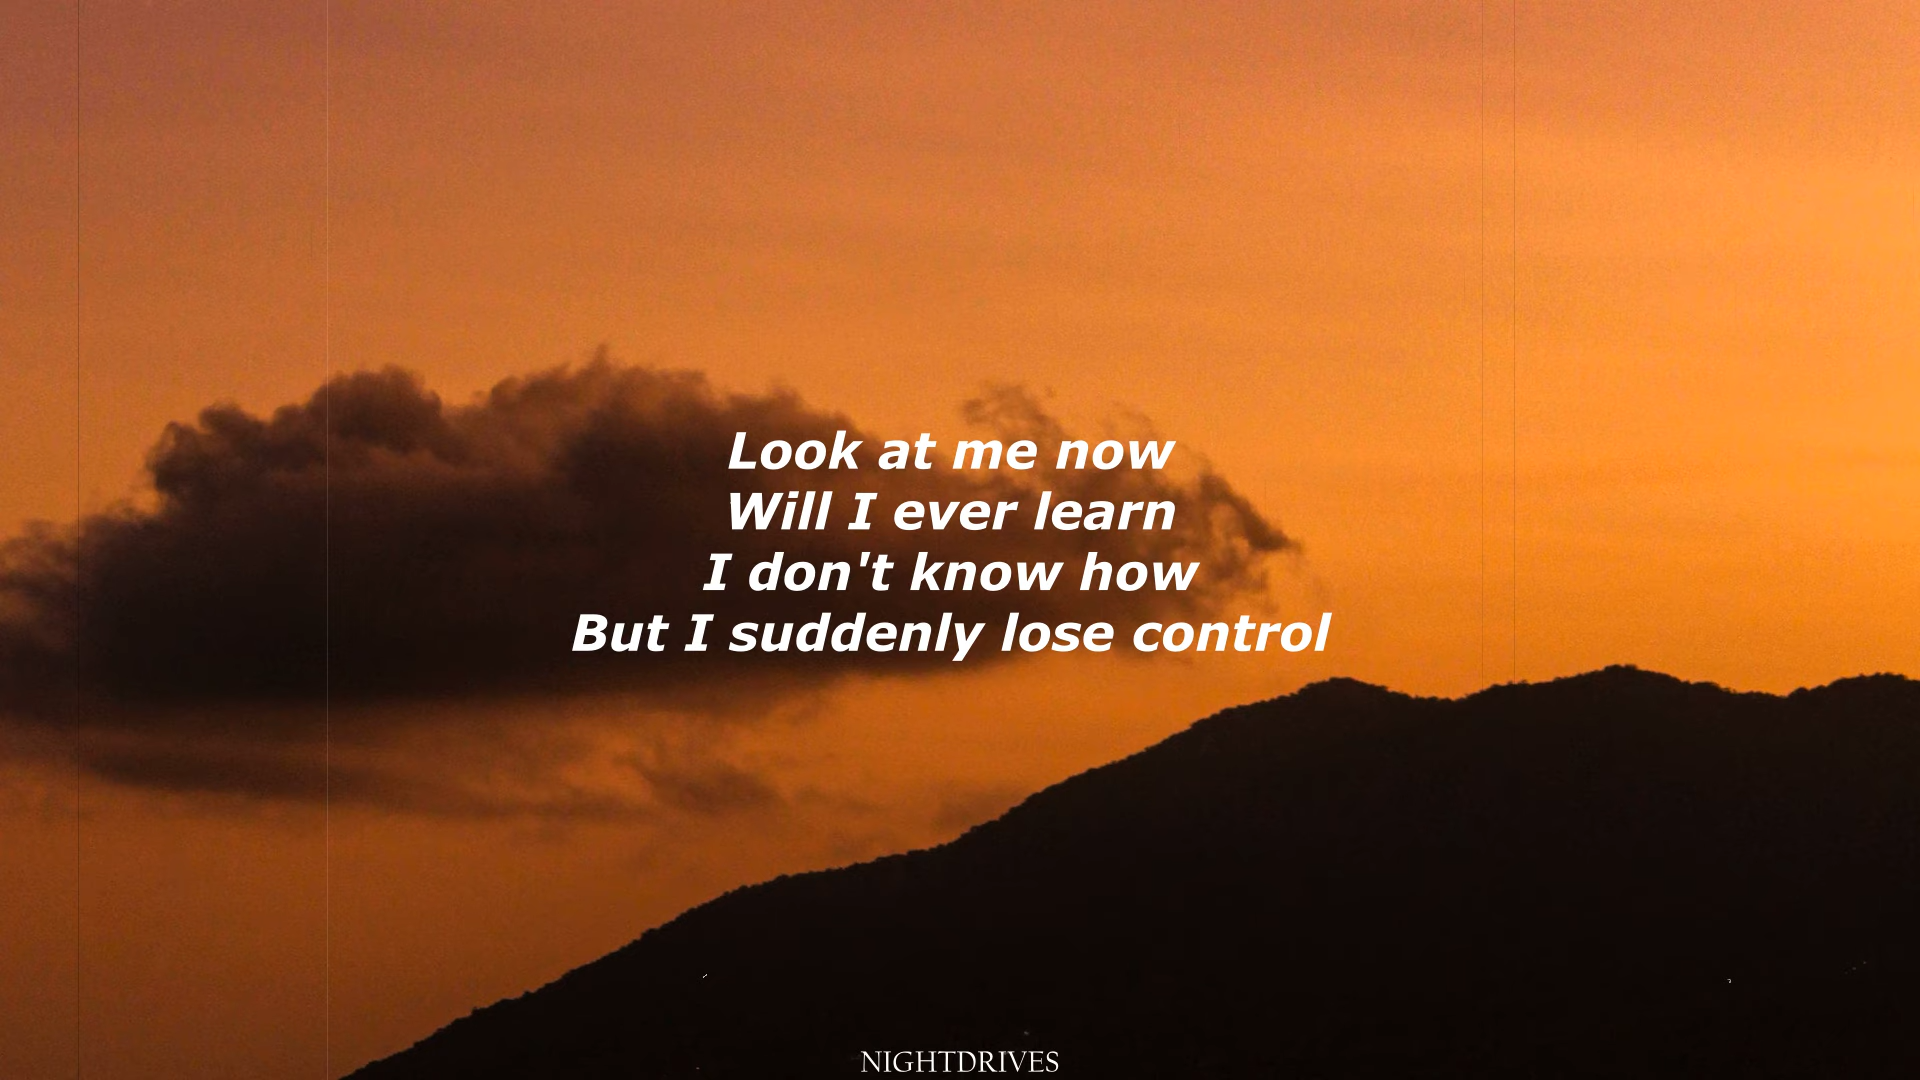 Look at me now
Will I ever learn
I don't know how
But I suddenly lose control
NIGHTDRIVES